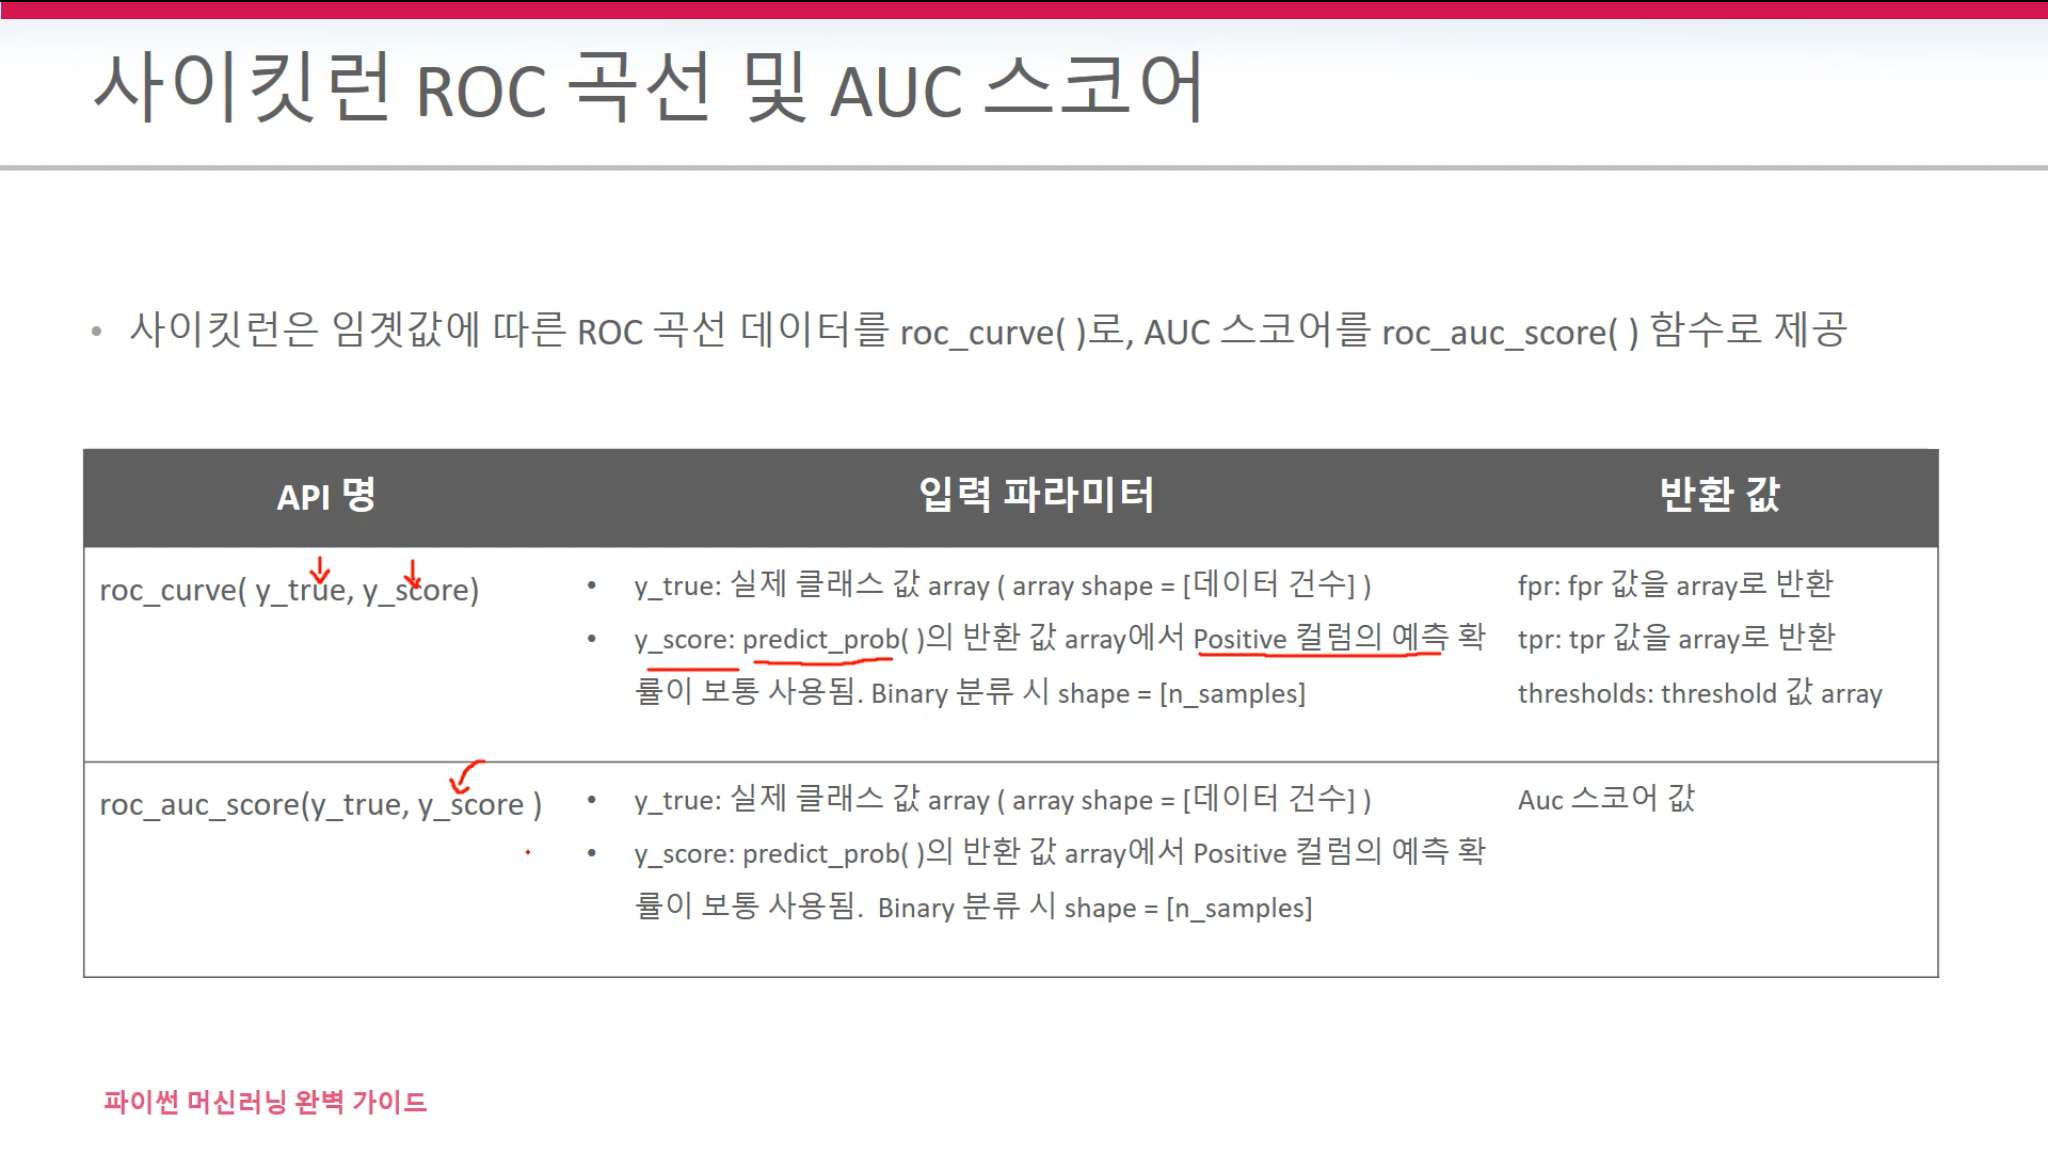 사이킷런 ROC 곡선 및 AUC 스코어
• 사이킷런은 임곗값에 따른 ROC 곡선 데이터를 roc_curve( )로, AUC 스코어를 roc_auc_score( ) 함수로 제공
API 명 입력 파라미터 반환 값
roc_curve( y_true, y_score)
• y_true: 실제 클래스 값 array ( array shape = [데이터 건수] )
• y_score: predict_prob( )의 반환 값 array에서 Positive 컬럼의 예측 확
률이 보통 사용됨. Binary 분류 시 shape = [n_samples]
fpr: fpr 값을 array로 반환
tpr: tpr 값을 array로 반환
thresholds: threshold 값 array
roc_auc_score(y_true, y_score )
• y_true: 실제 클래스 값 array ( array shape = [데이터 건수] )
• y_score: predict_prob( )의 반환 값 array에서 Positive 컬럼의 예측 확
률이 보통 사용됨. Binary 분류 시 shape = [n_samples]
Auc 스코어 값
파이썬 머신러닝 완벽 가이드